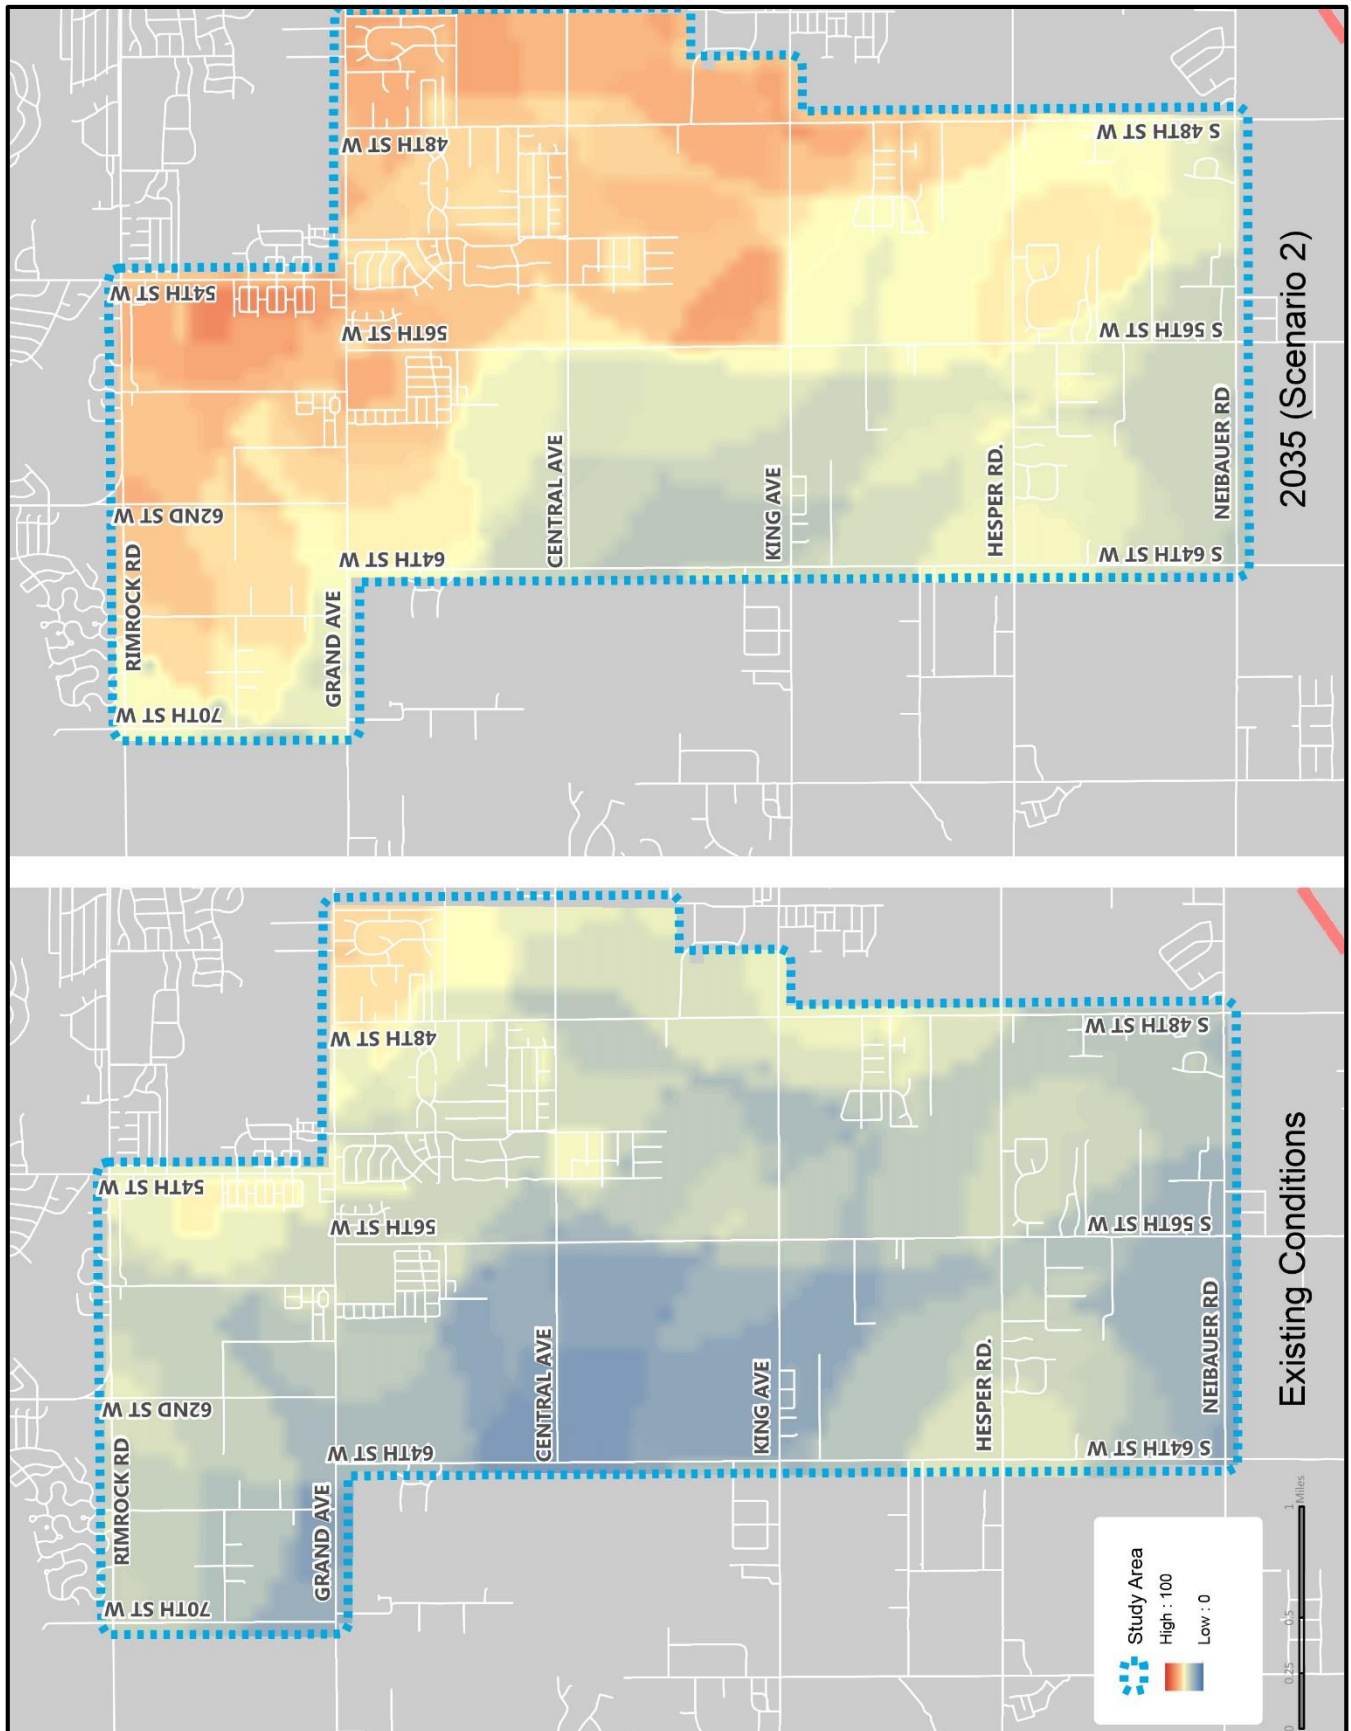 54TH ST W
48TH ST W
S 48TH ST W
56TH ST W
S 56TH ST W
62ND ST W
RIMROCK RD
70TH ST W
GRAND AVE
64TH ST W
CENTRAL AVE
KING AVE
HESPER RD.
S 64TH ST W
NEIBAUER RD
2035 (Scenario 2)
54TH ST W
48TH ST W
S 48TH ST W
56TH ST W
S 56TH ST W
62ND ST W
RIMROCK RD
70TH ST W
GRAND AVE
64TH ST W
CENTRAL AVE
KING AVE
HESPER RD.
S 64TH ST W
NEIBAUER RD
Existing Conditions
Study Area
High : 100
Low : 0
0 0.25 0.5 1
Miles